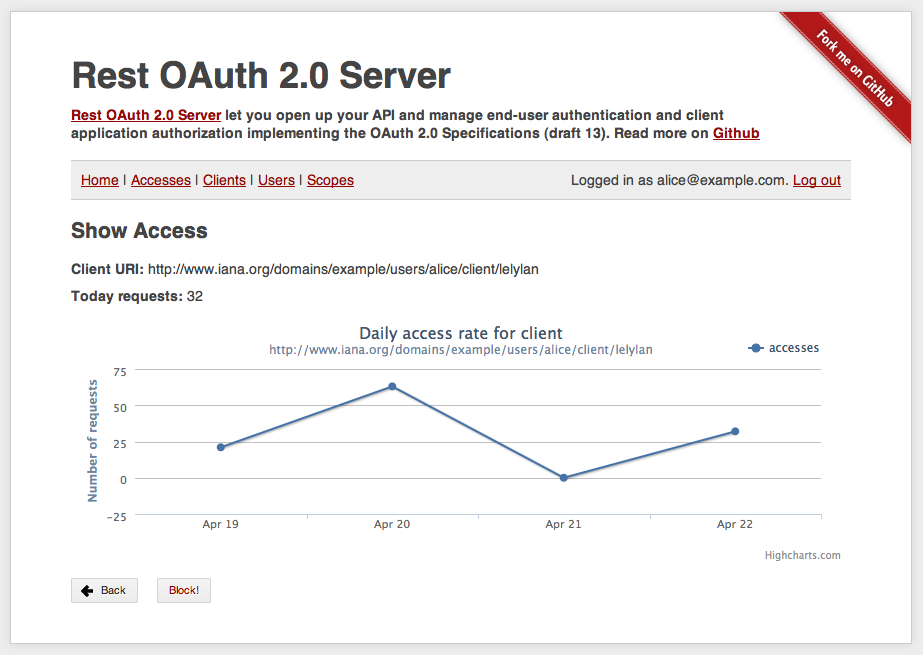 Fork me on GitHub
Rest OAuth 2.0 Server
Rest OAuth 2.0 Server let you open up your API and manage end-user authentication and client
application authorization implementing the OAuth 2.0 Specifications (draft 13). Read more on Github
Home | Accesses | Clients | Users | Scopes
Logged in as alice@example.com. Log out
Show Access
Client URI: http://www.iana.org/domains/example/users/alice/client/lelylan
Today requests: 32
Daily access rate for client
http://www.iana.org/domains/example/users/alice/client/lelylan
accesses
Number of requests
75
50
25
0
−25
Apr 19
Apr 20
Apr 21
Apr 22
Highcharts.com
Back
Block!